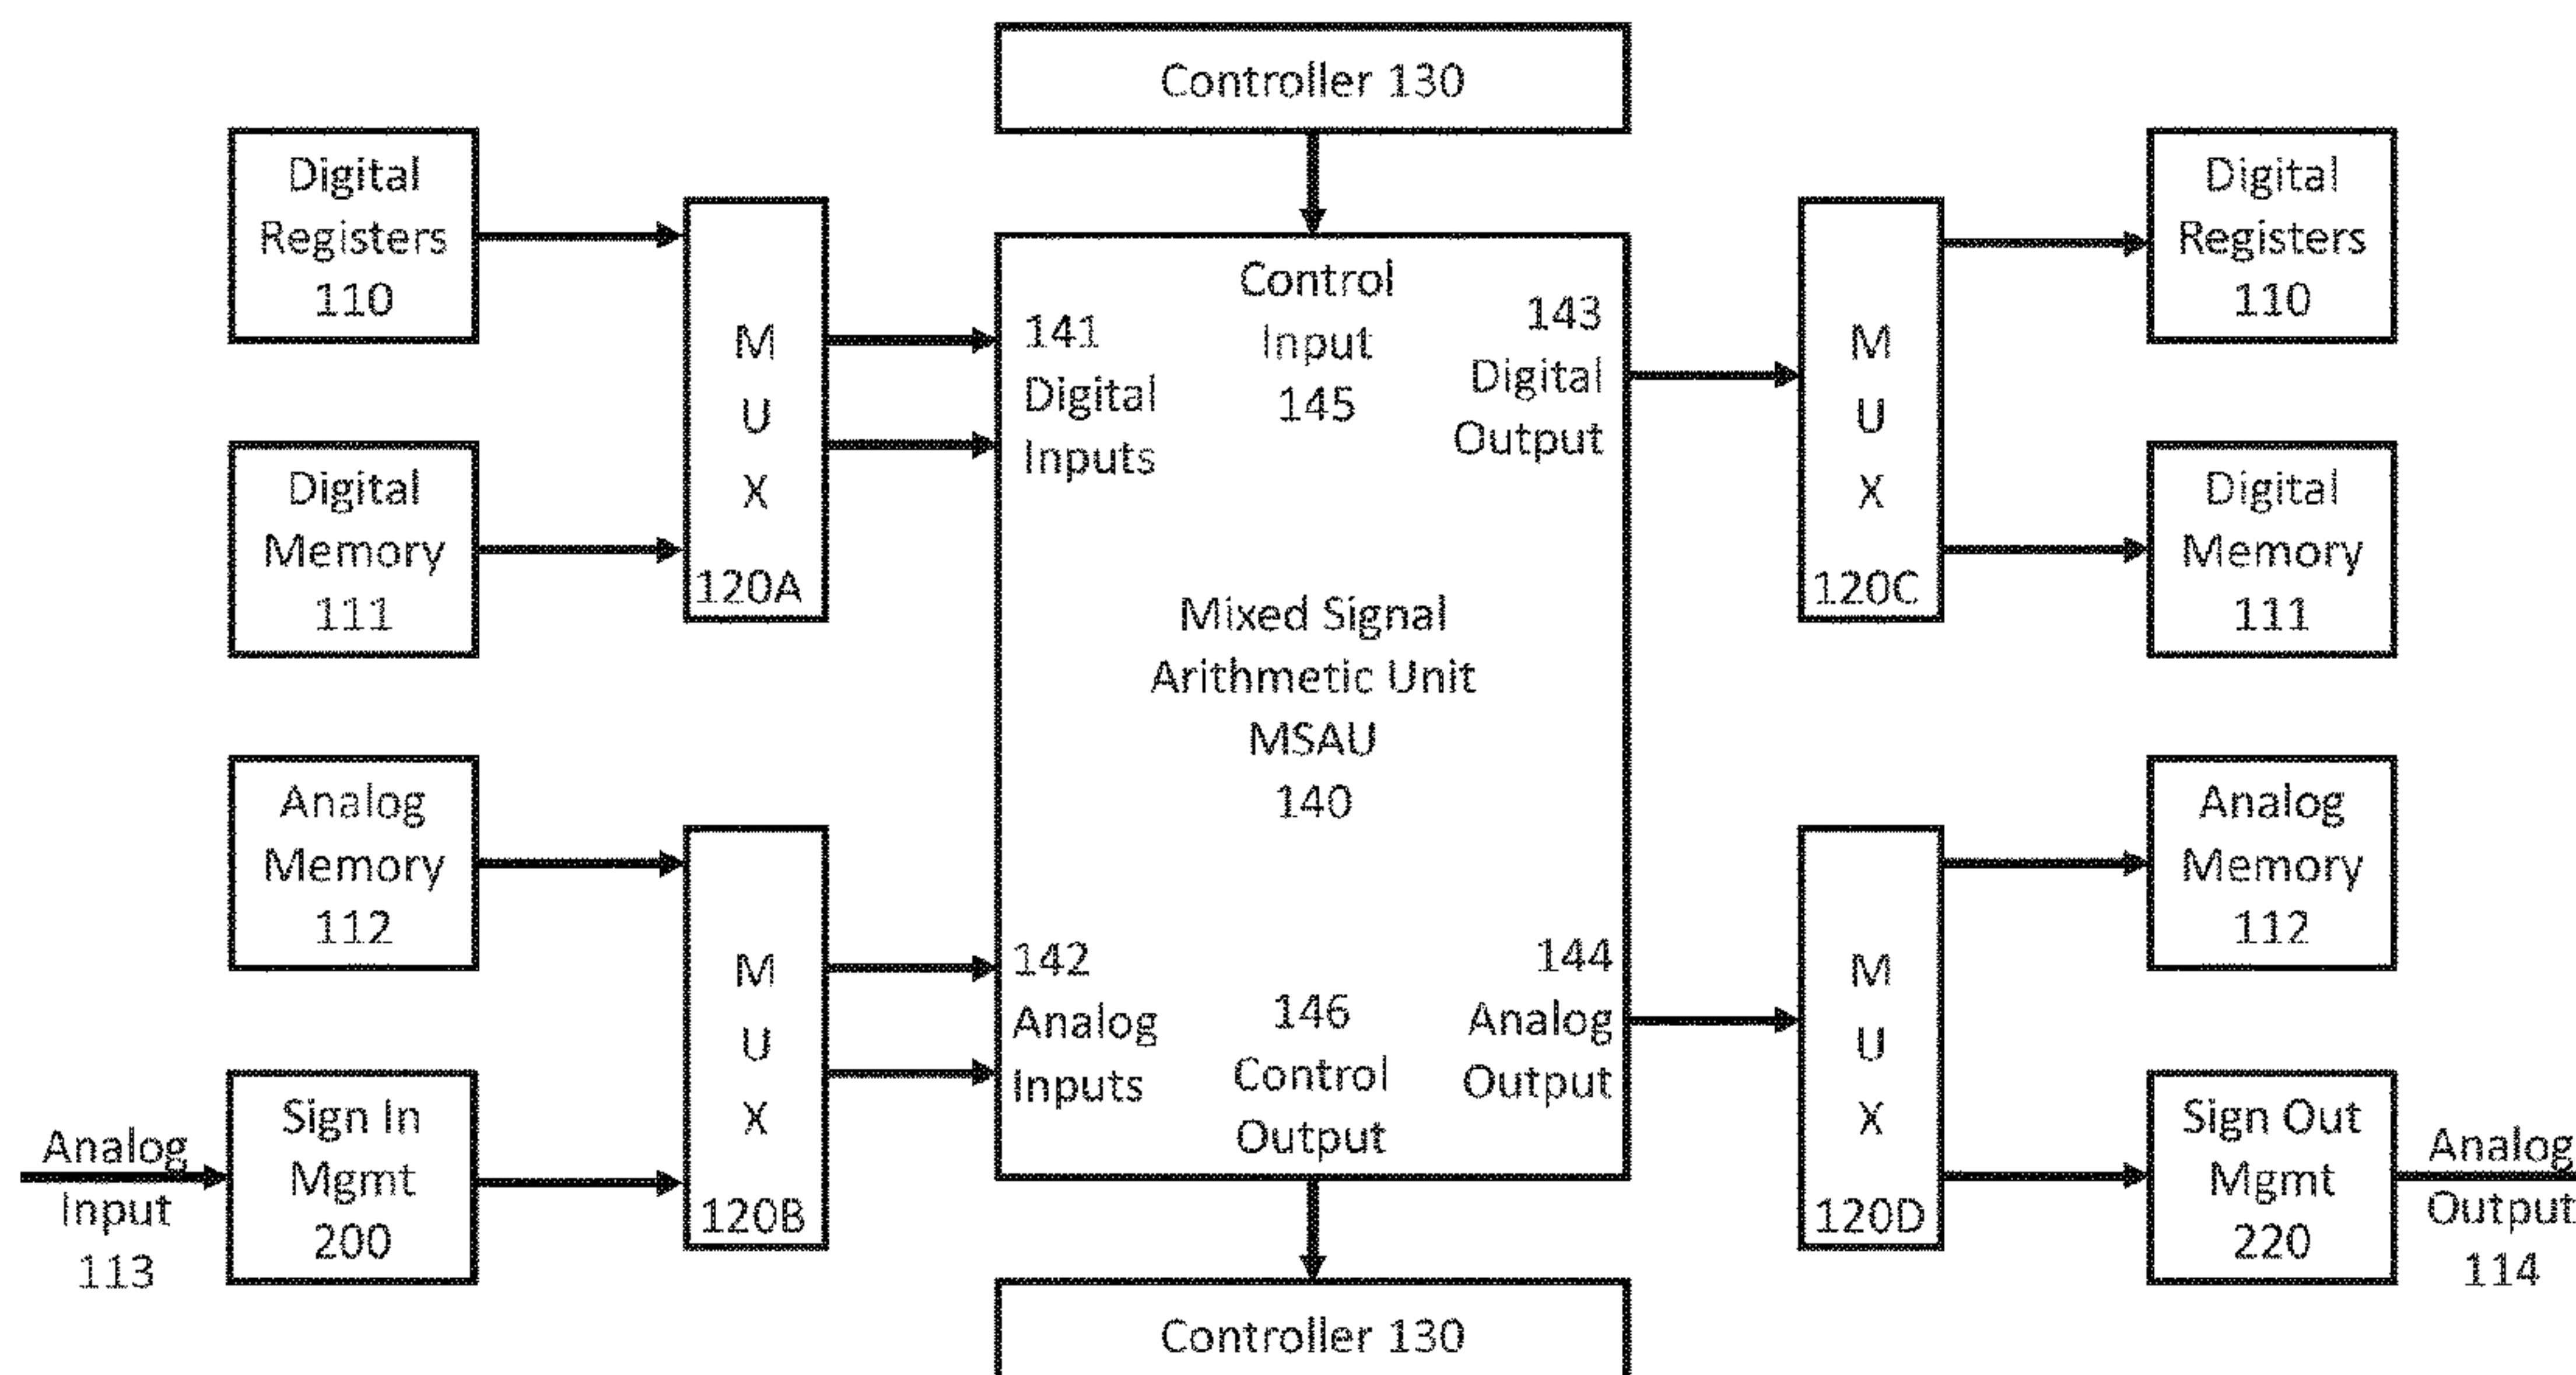 Controller 130
Digital
Registers
110
Digital
Memory
111
Analog
Memory
112
Analog
Input
113
Sign In
Mgmt
200
M
U
X
120A
M
U
X
120B
Control
Input
145
141
Digital
Inputs
143
Digital
Output
Mixed Signal
Arithmetic Unit
MSAU
140
142
Analog
Inputs
146
Control
Output
144
Analog
Output
Controller 130
M
U
X
120C
M
U
X
120D
Digital
Registers
110
Digital
Memory
111
Analog
Memory
112
Sign Out
Mgmt
220
Analog
Output
114